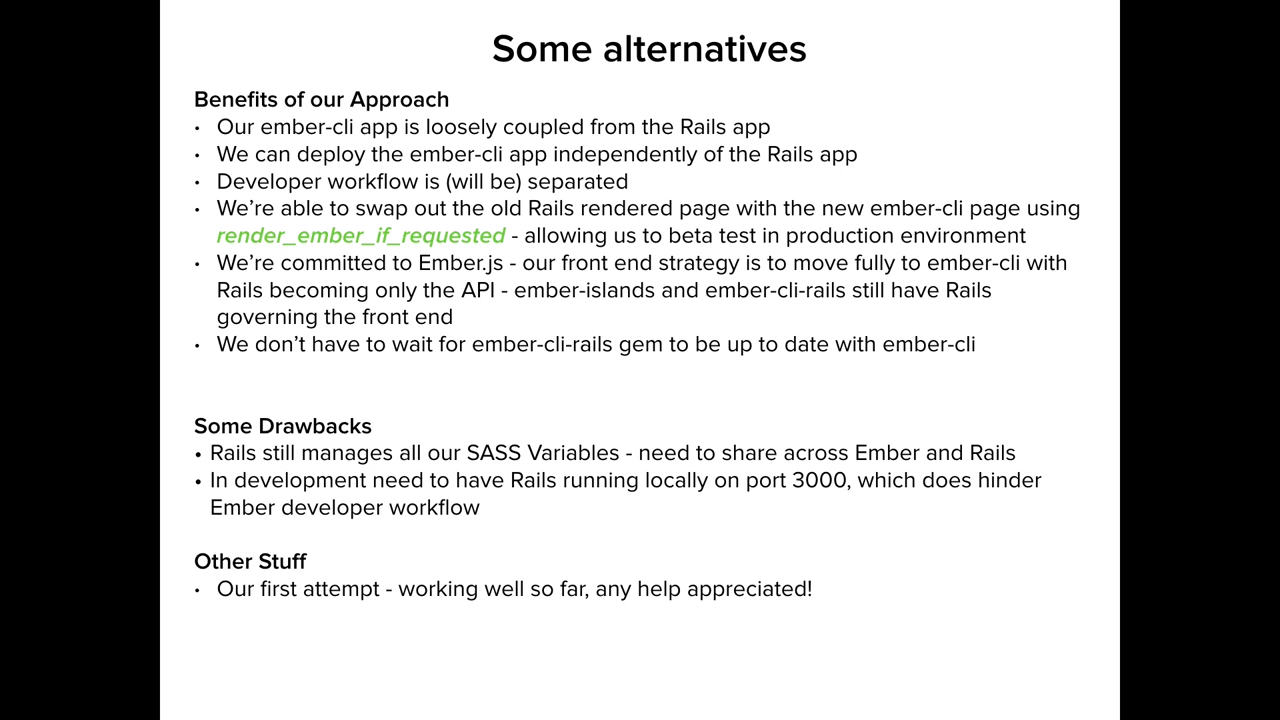 Some alternatives
Benefits of our Approach
• Our ember-cli app is loosely coupled from the Rails app
• We can deploy the ember-cli app independently of the Rails app
• Developer workflow is (will be) separated
• We’re able to swap out the old Rails rendered page with the new ember-cli page using
render_ember_if_requested - allowing us to beta test in production environment
• We’re committed to Ember.js - our front end strategy is to move fully to ember-cli with
Rails becoming only the API - ember-islands and ember-cli-rails still have Rails
governing the front end
• We don’t have to wait for ember-cli-rails gem to be up to date with ember-cli
Some Drawbacks
• Rails still manages all our SASS Variables - need to share across Ember and Rails
• In development need to have Rails running locally on port 3000, which does hinder
Ember developer workflow
Other Stuff
• Our first attempt - working well so far, any help appreciated!